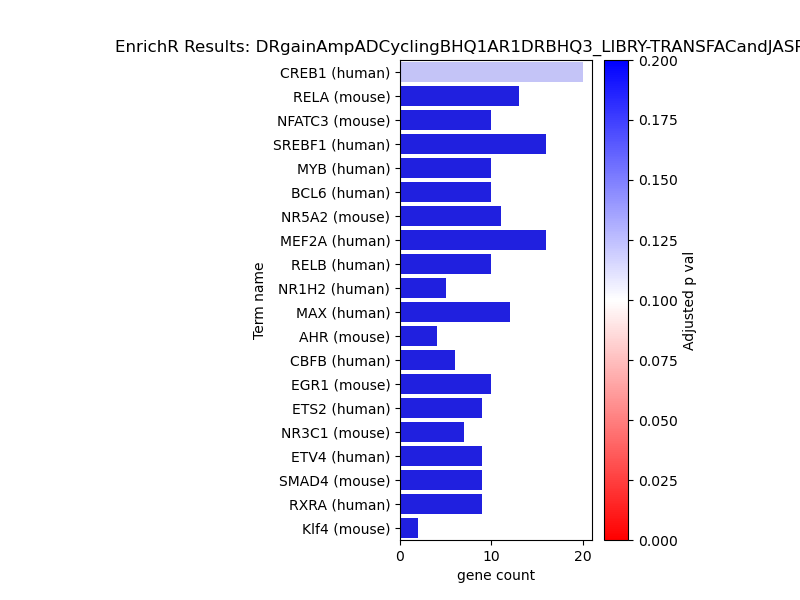 EnrichR Results: DRgainAmpADCyclingBHQ1AR1DRBHQ3_LIBRY-TRANSFACandJASP
CREB1 (human)
RELA (mouse)
NFATC3 (mouse)
SREBF1 (human)
MYB (human)
BCL6 (human)
NR5A2 (mouse)
MEF2A (human)
RELB (human)
NR1H2 (human)
MAX (human)
AHR (mouse)
CBFB (human)
EGR1 (mouse)
ETS2 (human)
NR3C1 (mouse)
ETV4 (human)
SMAD4 (mouse)
RXRA (human)
Klf4 (mouse)
Term name
0 10 20
gene count
0.200
0.175
0.150
0.125
0.100
0.075
0.050
0.025
0.000
Adjusted p val